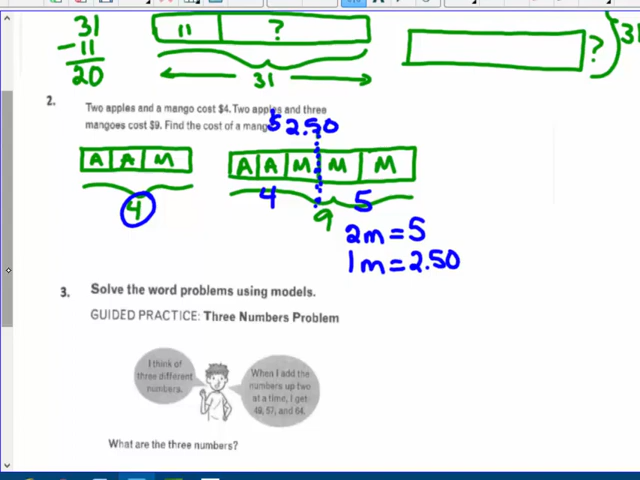 31
-11
20
11
?
31
?
31
2.
Two apples and a mango cost $4. Two apples and three
mangoes cost $9. Find the cost of a mang
$2.50
A A M
A A M M M
4
4
5
9
2m = 5
1m = 2.50
3. Solve the word problems using models.
GUIDED PRACTICE: Three Numbers Problem
I think of
three different
numbers.
When I add the
numbers up two
at a time, I get
49, 57, and 64.
What are the three numbers?